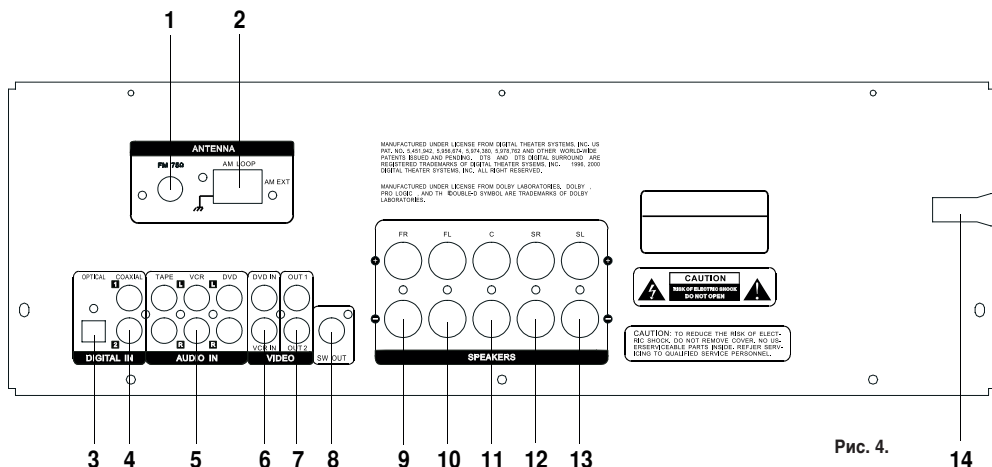 1 2
ANTENNA
FM 75Ω
AM LOOP
AM EXT
MANUFACTURED UNDER LICENSE FROM DIGITAL THEATER SYSTEMS, INC. US
PAT. NO. 5,451,942, 5,956,674, 5,974,380, 5,978,762 AND OTHER WORLD-WIDE
PATENTS ISSUED AND PENDING. DTS AND DTS DIGITAL SURROUND ARE
REGISTERED TRADEMARKS OF DIGITAL THEATER SYSEMS, INC. 1996, 2000
DIGITAL THEATER SYSTEMS, INC. ALL RIGHT RESERVED.
MANUFACTURED UNDER LICENSE FROM DOLBY LABORATORIES. DOLBY ,
PRO LOGIC , AND TH DOUBLE-D SYMBOL ARE TRADEMARKS OF DOLBY
LABORATORIES.
FR FL C SR SL
SPEAKERS
CAUTION
RISK OF ELECTRIC SHOCK
DO NOT OPEN
CAUTION: TO REDUCE THE RISK OF ELECT-
RIC SHOCK. DO NOT REMOVE COVER. NO US-
ERSERVICEABLE PARTS INSIDE. REFJER SERV-
ICING TO QUALIFIED SERVICE PERSONNEL.
OPTICAL COAXIAL TAPE VCR DVD DVD IN OUT 1
1 L L
2 R R
VCR IN OUT 2
SW OUT
DIGITAL IN AUDIO IN VIDEO
3 4 5 6 7 8 9 10 11 12 13 14
Рис. 4.